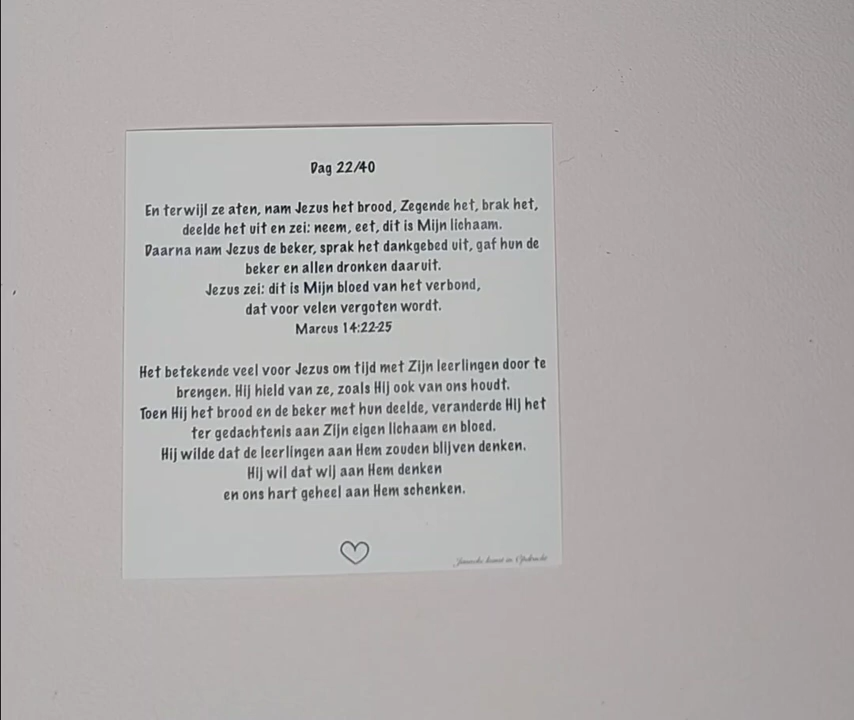 Dag 22/40
En terwijl ze aten, nam Jezus het brood, Zegende het, brak het,
deelde het uit en zei: neem, eet, dit is Mijn lichaam.
Daarna nam Jezus de beker, sprak het dankgebed uit, gaf hun de
beker en allen dronken daaruit.
Jezus zei: dit is Mijn bloed van het verbond,
dat voor velen vergoten wordt.
Marcus 14:22-25
Het betekende veel voor Jezus om tijd met Zijn leerlingen door te
brengen. Hij hield van ze, zoals Hij ook van ons houdt.
Toen Hij het brood en de beker met hun deelde, veranderde Hij het
ter gedachtenis aan Zijn eigen lichaam en bloed.
Hij wilde dat de leerlingen aan Hem zouden blijven denken.
Hij wil dat wij aan Hem denken
en ons hart geheel aan Hem schenken.